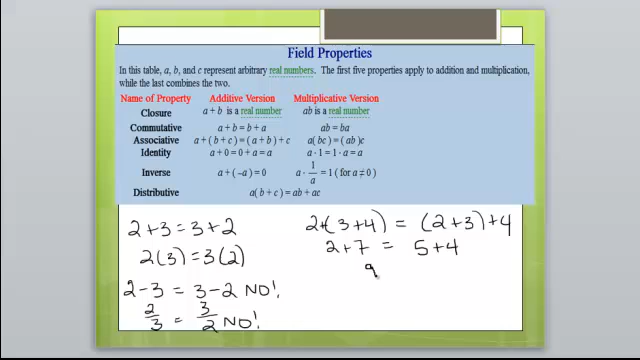 Field Properties
In this table, a, b, and c represent arbitrary real numbers. The first five properties apply to addition and multiplication,
while the last combines the two.
Name of Property Additive Version Multiplicative Version
Closure a + b is a real number ab is a real number
Commutative a + b = b + a ab = ba
Associative a + ( b + c ) = ( a + b ) + c a( bc ) = ( ab )c
Identity a + 0 = 0 + a = a a · 1 = 1 · a = a
Inverse a + ( -a ) = 0 a · 1/a = 1 ( for a ≠ 0 )
Distributive a( b + c ) = ab + ac
2 + 3 = 3 + 2
2(3) = 3(2)
2 - 3 = 3 - 2 NO!
2/3 = 3/2 NO!
2+(3+4) = (2+3)+4
2+7 = 5+4
9